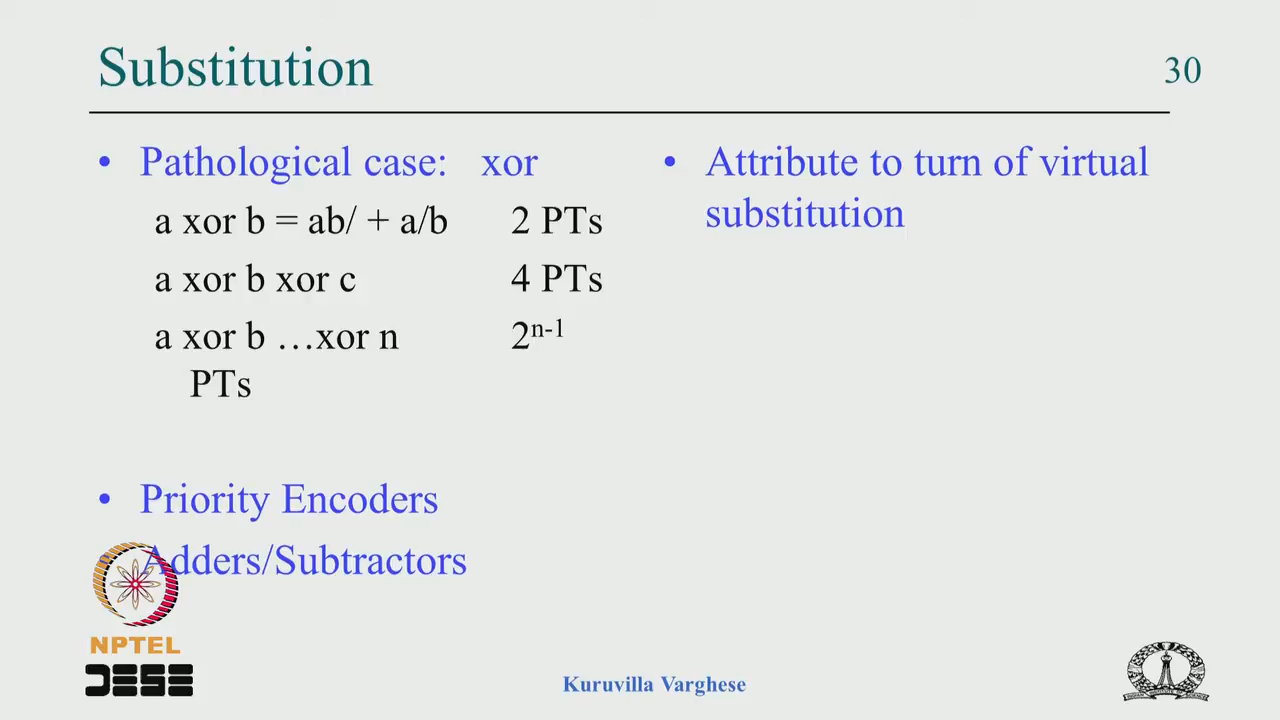 Substitution
30
• Pathological case: xor
a xor b = ab/ + a/b 2 PTs
a xor b xor c 4 PTs
a xor b …xor n 2ⁿ⁻¹
PTs
• Priority Encoders
• Adders/Subtractors
• Attribute to turn of virtual
substitution
NPTEL
DESE
Kuruvilla Varghese